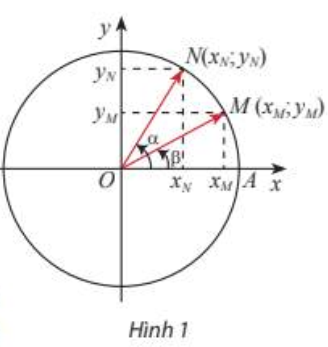 y
N(x_N; y_N)
y_N
y_M
M (x_M; y_M)
α
β
O
x_N
x_M
A
x
Hình 1